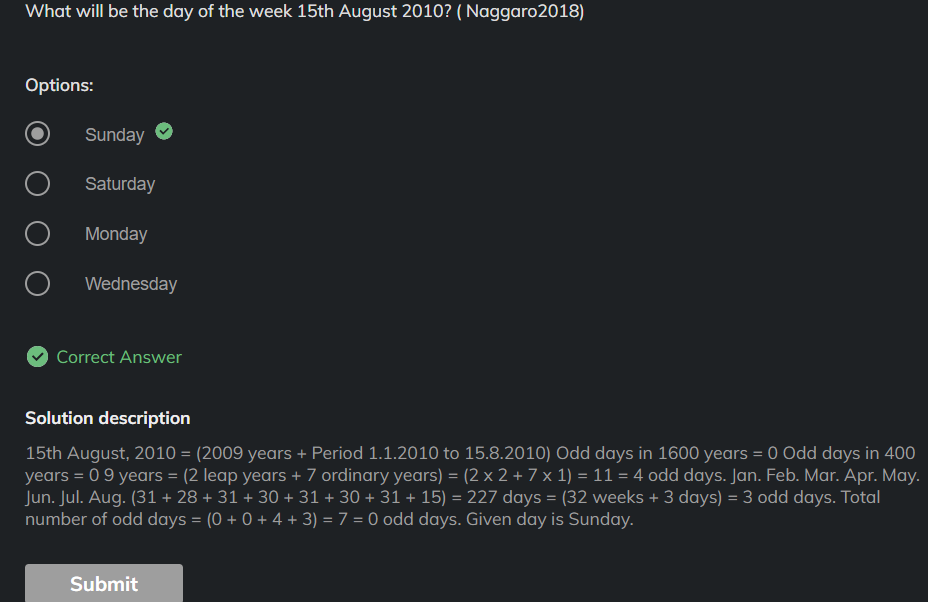 What will be the day of the week 15th August 2010? ( Naggaro2018)
Options:
Sunday
Saturday
Monday
Wednesday
Correct Answer
Solution description
15th August, 2010 = (2009 years + Period 1.1.2010 to 15.8.2010) Odd days in 1600 years = 0 Odd days in 400
years = 0 9 years = (2 leap years + 7 ordinary years) = (2 x 2 + 7 x 1) = 11 = 4 odd days. Jan. Feb. Mar. Apr. May.
Jun. Jul. Aug. (31 + 28 + 31 + 30 + 31 + 30 + 31 + 15) = 227 days = (32 weeks + 3 days) = 3 odd days. Total
number of odd days = (0 + 0 + 4 + 3) = 7 = 0 odd days. Given day is Sunday.
Submit